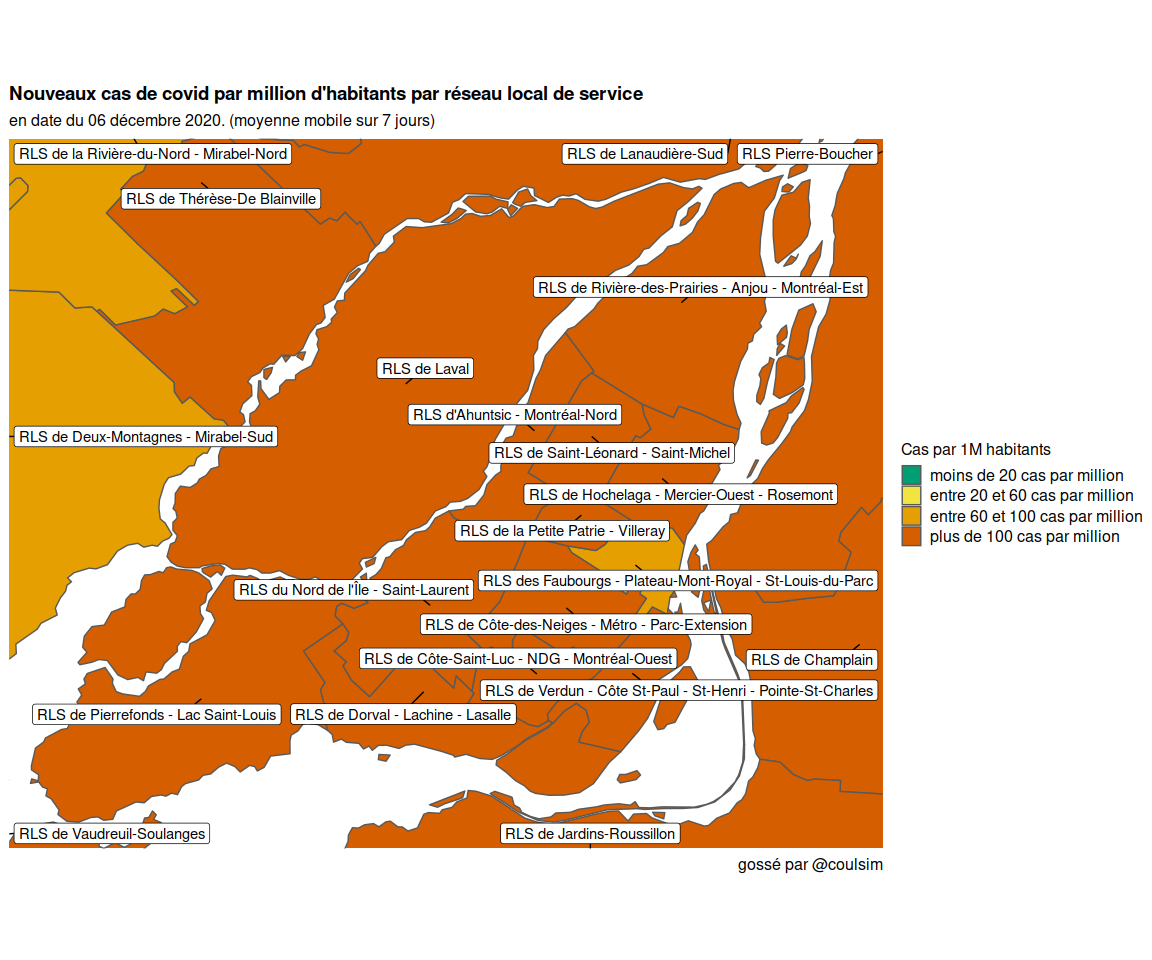 Nouveaux cas de covid par million d'habitants par réseau local de service
en date du 06 décembre 2020. (moyenne mobile sur 7 jours)
RLS de la Rivière-du-Nord - Mirabel-Nord
RLS de Lanaudière-Sud
RLS Pierre-Boucher
RLS de Thérèse-De Blainville
RLS de Rivière-des-Prairies - Anjou - Montréal-Est
RLS de Laval
RLS d'Ahuntsic - Montréal-Nord
RLS de Deux-Montagnes - Mirabel-Sud
RLS de Saint-Léonard - Saint-Michel
RLS de Hochelaga - Mercier-Ouest - Rosemont
RLS de la Petite Patrie - Villeray
RLS des Faubourgs - Plateau-Mont-Royal - St-Louis-du-Parc
RLS du Nord de l'Île - Saint-Laurent
RLS de Côte-des-Neiges - Métro - Parc-Extension
RLS de Côte-Saint-Luc - NDG - Montréal-Ouest
RLS de Champlain
RLS de Verdun - Côte St-Paul - St-Henri - Pointe-St-Charles
RLS de Pierrefonds - Lac Saint-Louis
RLS de Dorval - Lachine - Lasalle
RLS de Vaudreuil-Soulanges
RLS de Jardins-Roussillon
Cas par 1M habitants
moins de 20 cas par million
entre 20 et 60 cas par million
entre 60 et 100 cas par million
plus de 100 cas par million
gossé par @coulsim